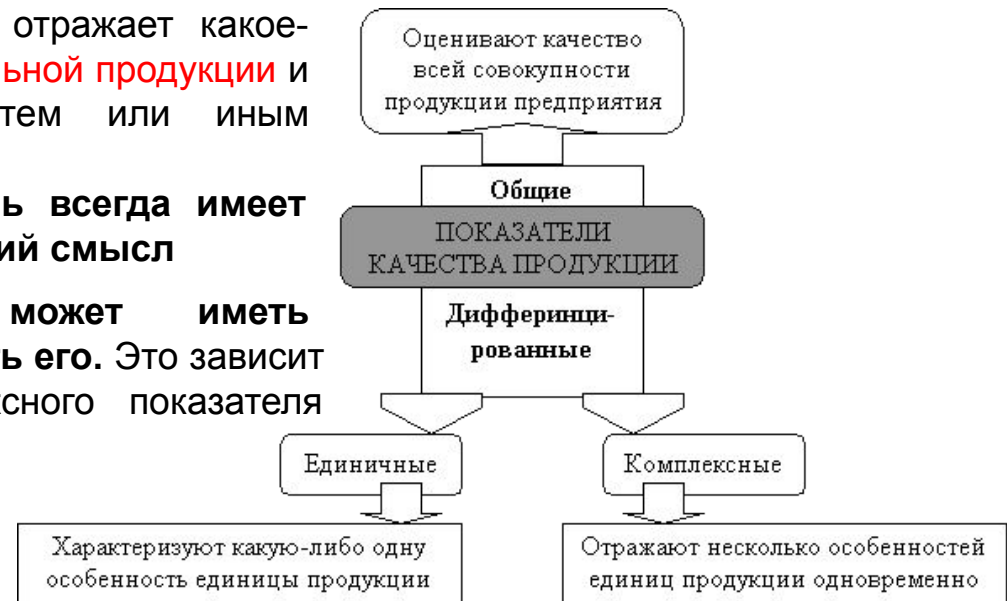 отражает какое-
льной продукции и
тем или иным
ь всегда имеет
ий смысл
может иметь
ть его. Это зависит
ксного показателя
Оценивают качество
всей совокупности
продукции предприятия
Общие
ПОКАЗАТЕЛИ
КАЧЕСТВА ПРОДУКЦИИ
Дифферинци-
рованные
Единичные
Комплексные
Характеризуют какую-либо одну
особенность единицы продукции
Отражают несколько особенностей
единиц продукции одновременно